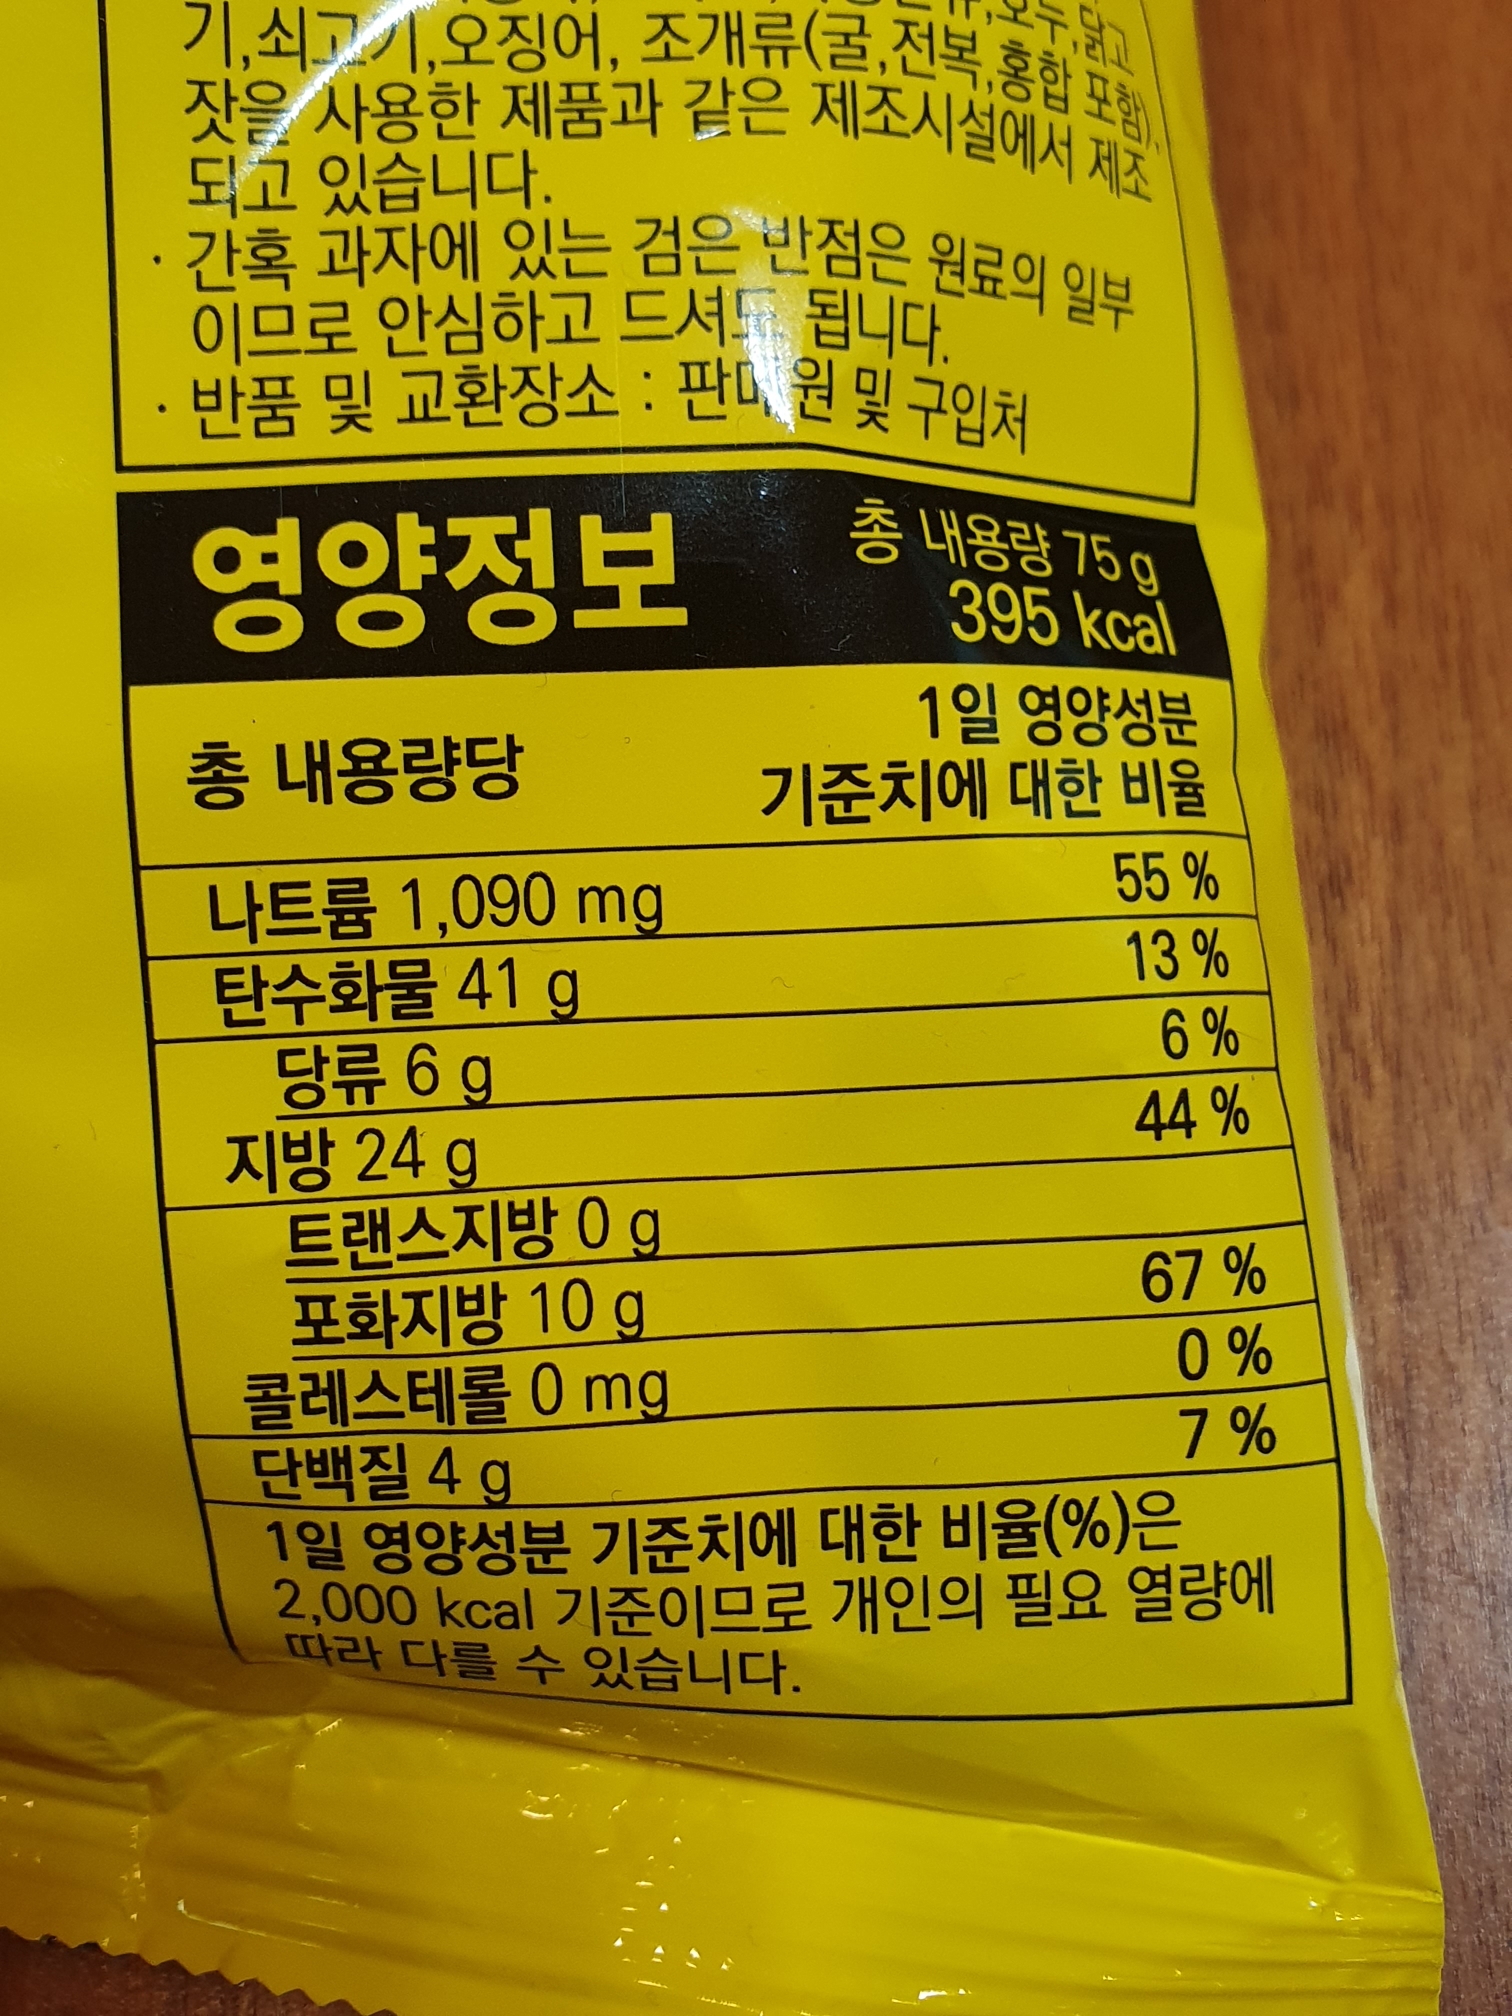 호두, 닭고
기, 쇠고기, 오징어, 조개류(굴, 전복, 홍합 포함),
잣을 사용한 제품과 같은 제조시설에서 제조
되고 있습니다.
· 간혹 과자에 있는 검은 반점은 원료의 일부
이므로 안심하고 드셔도 됩니다.
· 반품 및 교환장소 : 판매원 및 구입처
영양정보
총 내용량 75 g
395 kcal
총 내용량당
1일 영양성분
기준치에 대한 비율
나트륨 1,090 mg 55 %
탄수화물 41 g 13 %
당류 6 g 6 %
지방 24 g 44 %
트랜스지방 0 g
포화지방 10 g 67 %
콜레스테롤 0 mg 0 %
단백질 4 g 7 %
1일 영양성분 기준치에 대한 비율(%)은
2,000 kcal 기준이므로 개인의 필요 열량에
따라 다를 수 있습니다.